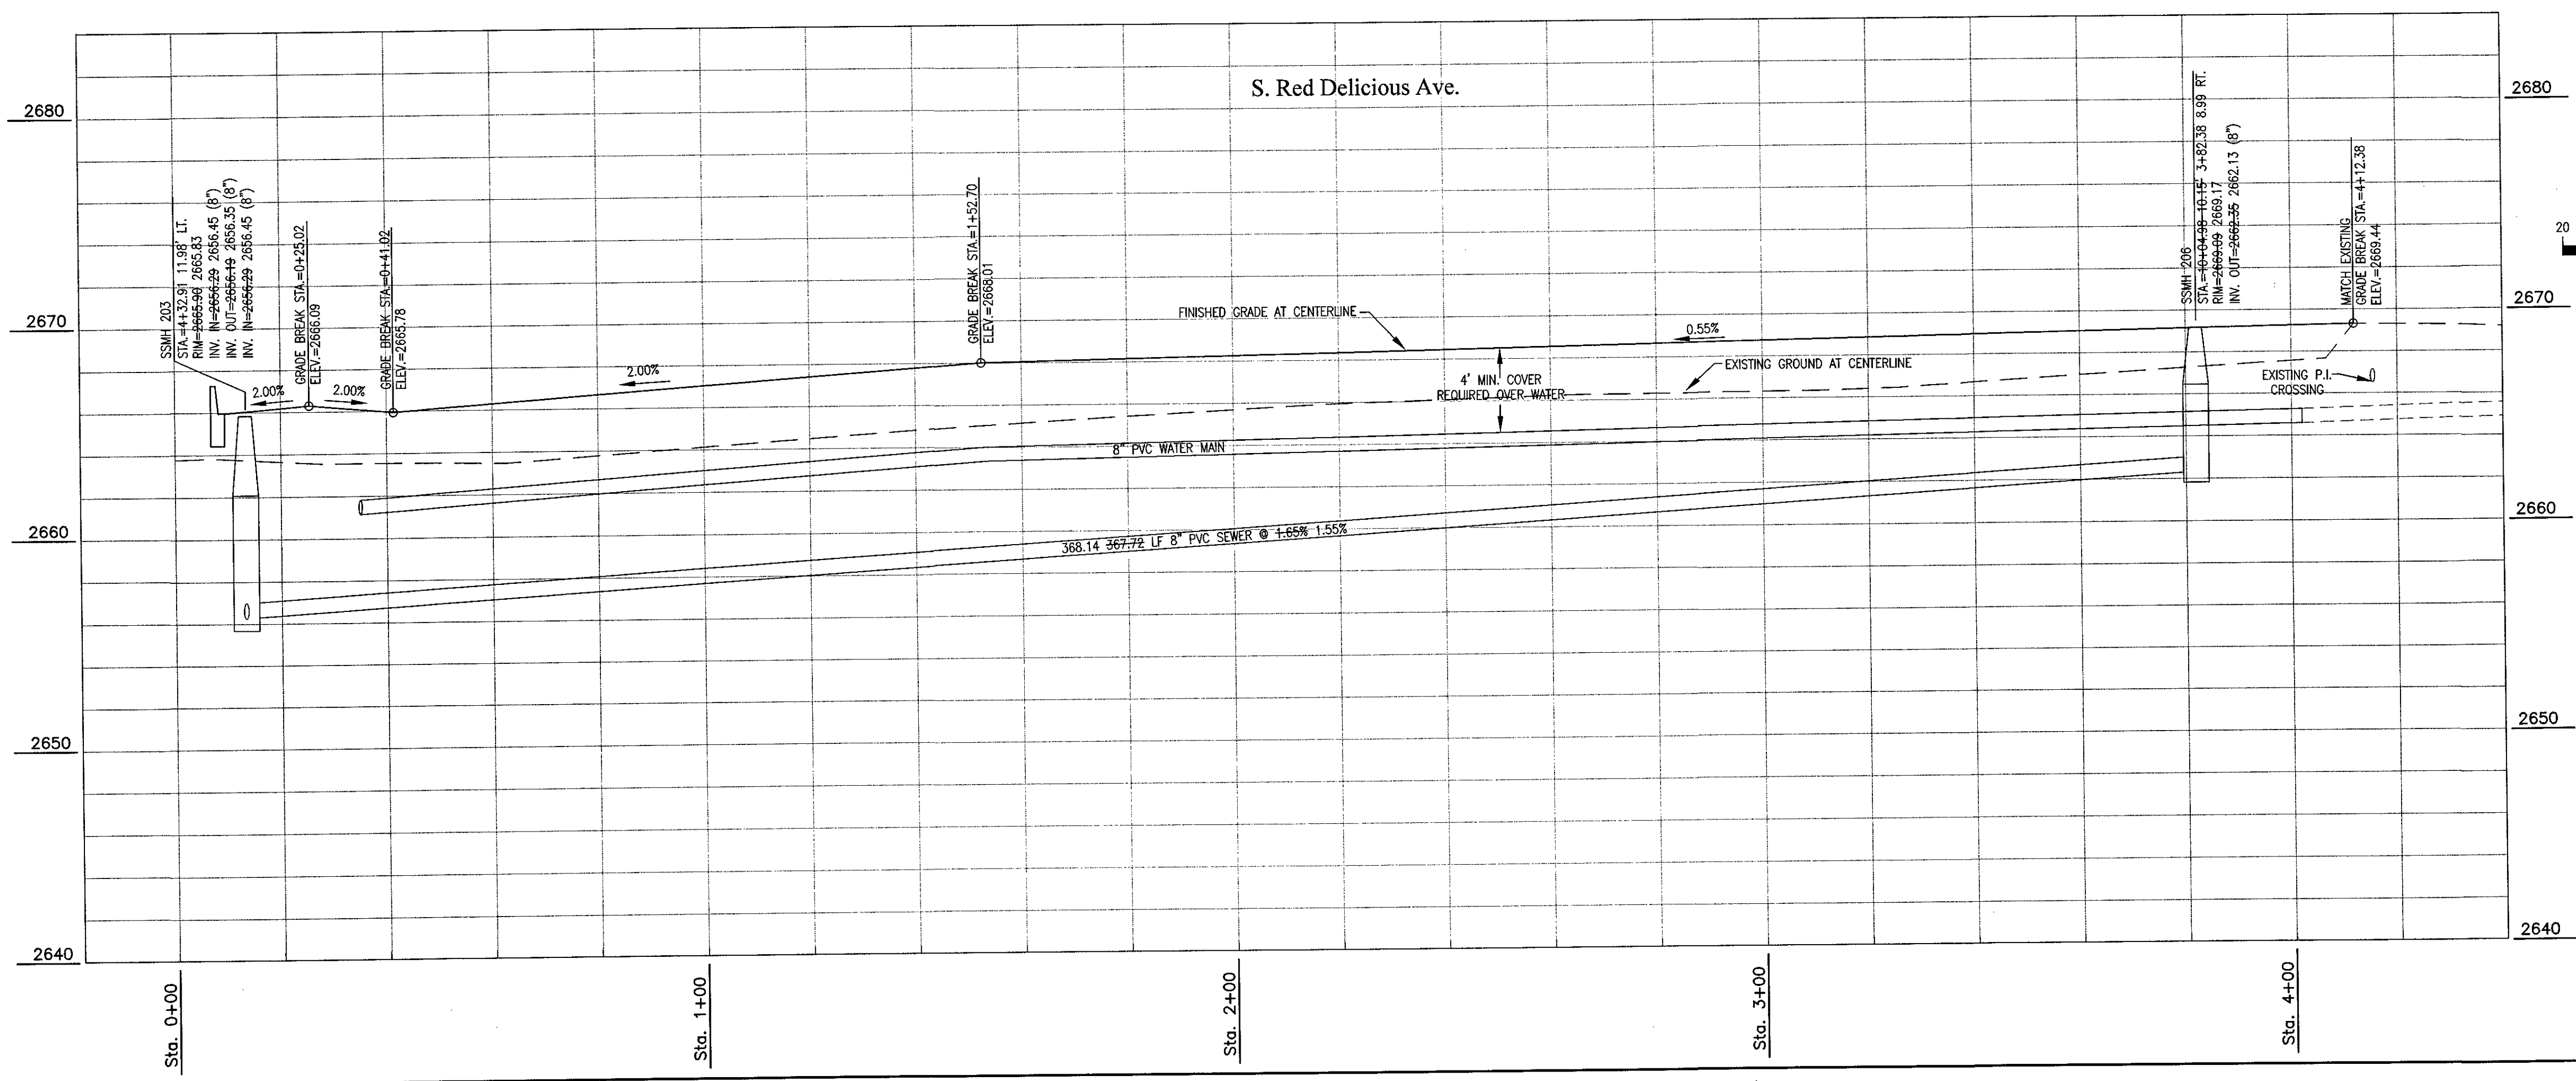 S. Red Delicious Ave.
2680
2670
2660
2650
2640
2680
2670
2660
2650
2640
20
SSMH 203
STA.=4+32.91 11.98' LT.
RIM=2665.90 2665.83
INV. IN=2656.29 2656.45 (8")
INV. OUT=2656.19 2656.35 (8")
INV. IN=2656.29 2656.45 (8")
GRADE BREAK STA.=0+25.02
ELEV.=2666.09
GRADE BREAK STA.=0+41.02
ELEV.=2665.78
2.00%
2.00%
2.00%
GRADE BREAK STA.=1+52.70
ELEV.=2668.01
FINISHED GRADE AT CENTERLINE
0.55%
4' MIN. COVER
REQUIRED OVER WATER
EXISTING GROUND AT CENTERLINE
8" PVC WATER MAIN
368.14 367.72 LF 8" PVC SEWER @ 1.65% 1.55%
SSMH 206
STA.=10+04.98 10.15' 3+82.38 8.99 RT.
RIM=2669.09 2669.17
INV. OUT=2662.35 2662.13 (8")
MATCH EXISTING
GRADE BREAK STA.=4+12.38
ELEV.=2669.44
EXISTING P.I.
CROSSING
Sta. 0+00
Sta. 1+00
Sta. 2+00
Sta. 3+00
Sta. 4+00